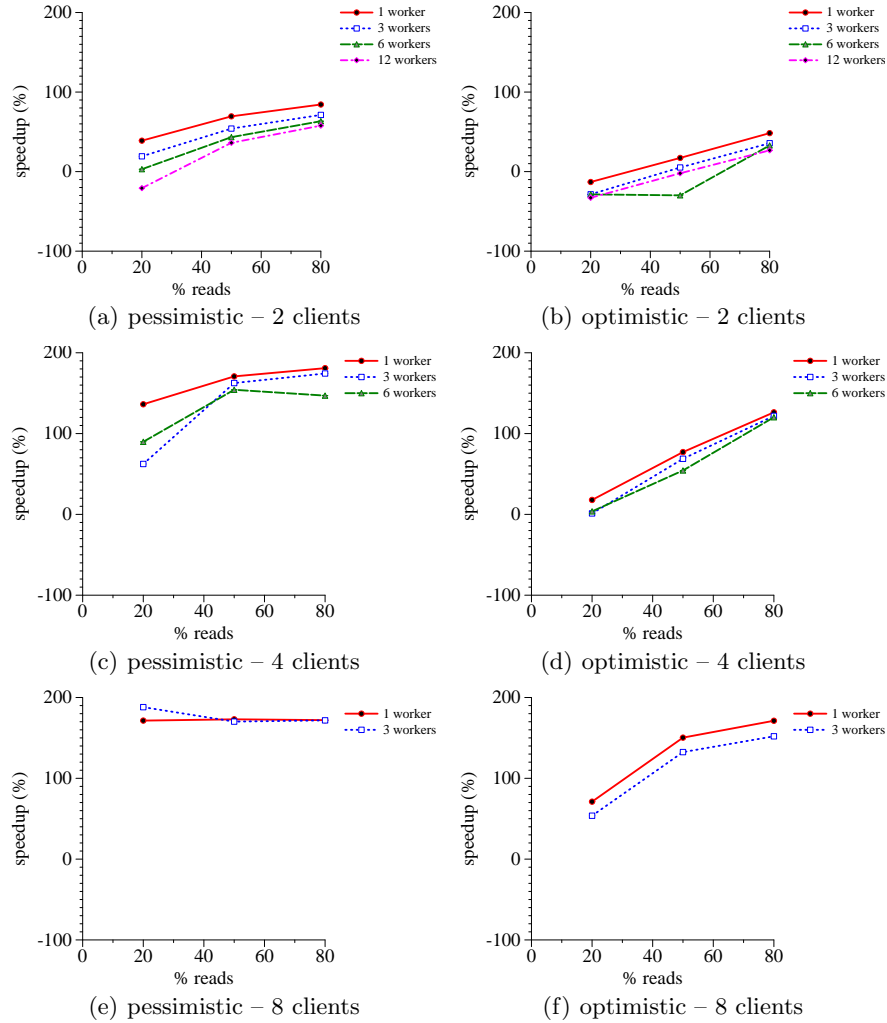 200
100
0
-100
speedup (%)
0 20 40 60 80
% reads
1 worker
3 workers
6 workers
12 workers
(a) pessimistic – 2 clients
200
100
0
-100
speedup (%)
0 20 40 60 80
% reads
1 worker
3 workers
6 workers
12 workers
(b) optimistic – 2 clients
200
100
0
-100
speedup (%)
0 20 40 60 80
% reads
1 worker
3 workers
6 workers
(c) pessimistic – 4 clients
200
100
0
-100
speedup (%)
0 20 40 60 80
% reads
1 worker
3 workers
6 workers
(d) optimistic – 4 clients
200
100
0
-100
speedup (%)
0 20 40 60 80
% reads
1 worker
3 workers
(e) pessimistic – 8 clients
200
100
0
-100
speedup (%)
0 20 40 60 80
% reads
1 worker
3 workers
(f) optimistic – 8 clients